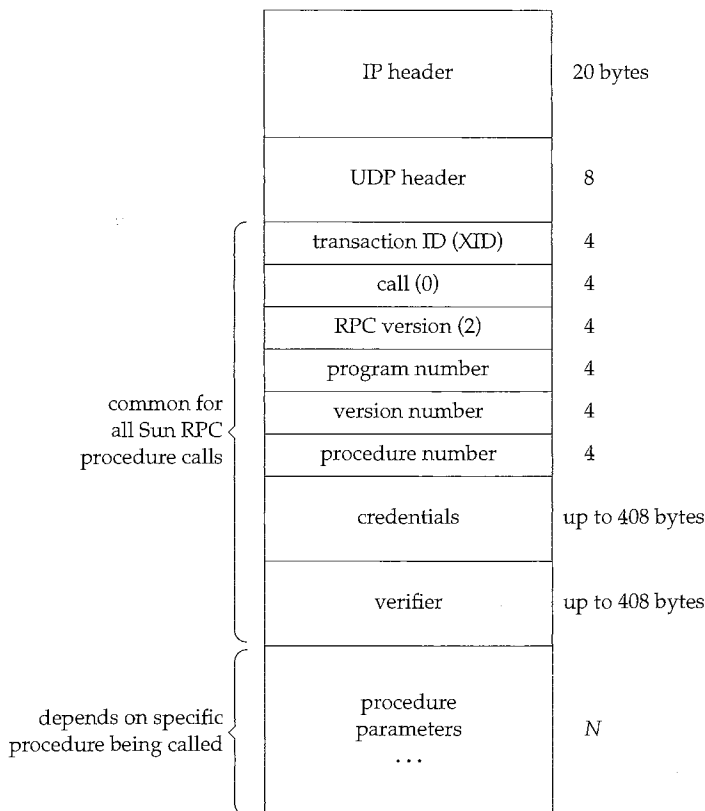 IP header 20 bytes
UDP header 8
transaction ID (XID) 4
call (0) 4
RPC version (2) 4
program number 4
version number 4
procedure number 4
common for
all Sun RPC
procedure calls
credentials up to 408 bytes
verifier up to 408 bytes
depends on specific
procedure being called
procedure
parameters
. . .
N